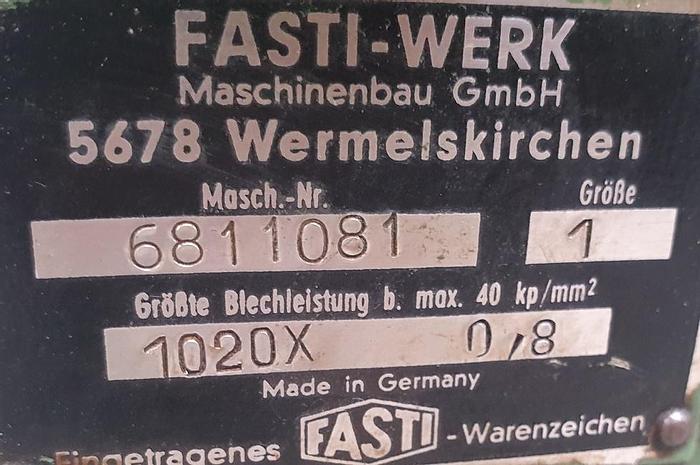 FASTI-WERK
Maschinenbau GmbH
5678 Wermelskirchen
Masch.-Nr. Größe
6811081 1
Größte Blechleistung b. max. 40 kp/mm²
1020X 0,8
Made in Germany
Eingetragenes FASTI -Warenzeichen